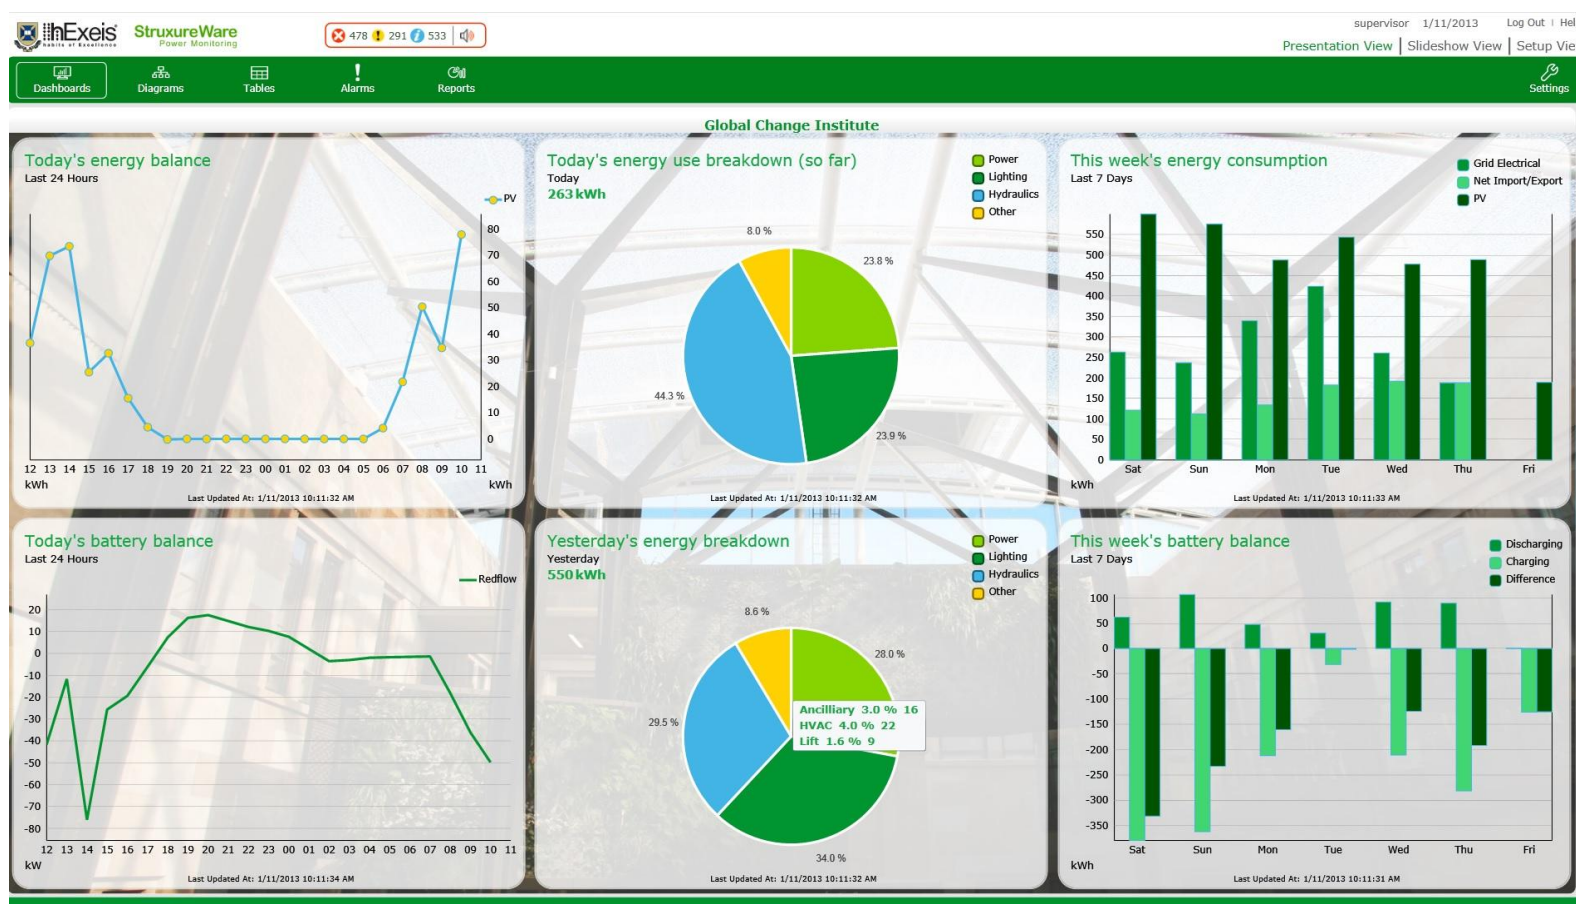 iihExeis
habits of Excellence
StruxureWare
Power Monitoring
478 291 533
supervisor 1/11/2013 Log Out | Hel
Presentation View | Slideshow View | Setup Vie
Dashboards Diagrams Tables Alarms Reports Settings
Global Change Institute
Today's energy balance
Last 24 Hours
PV
80
70
60
50
40
30
20
10
0
12 13 14 15 16 17 18 19 20 21 22 23 00 01 02 03 04 05 06 07 08 09 10 11
kWh kWh
Last Updated At: 1/11/2013 10:11:32 AM
Today's energy use breakdown (so far)
Today
263 kWh
Power
Lighting
Hydraulics
Other
8.0 %
23.8 %
44.3 %
23.9 %
Last Updated At: 1/11/2013 10:11:32 AM
This week's energy consumption
Last 7 Days
Grid Electrical
Net Import/Export
PV
550
500
450
400
350
300
250
200
150
100
50
0
Sat Sun Mon Tue Wed Thu Fri
kWh
Last Updated At: 1/11/2013 10:11:33 AM
Today's battery balance
Last 24 Hours
Redflow
20
10
0
-10
-20
-30
-40
-50
-60
-70
-80
12 13 14 15 16 17 18 19 20 21 22 23 00 01 02 03 04 05 06 07 08 09 10 11
kW
Last Updated At: 1/11/2013 10:11:34 AM
Yesterday's energy breakdown
Yesterday
550 kWh
Power
Lighting
Hydraulics
Other
8.6 %
28.0 %
Ancilliary 3.0 % 16
HVAC 4.0 % 22
Lift 1.6 % 9
29.5 %
34.0 %
Last Updated At: 1/11/2013 10:11:32 AM
This week's battery balance
Last 7 Days
Discharging
Charging
Difference
100
50
0
-50
-100
-150
-200
-250
-300
-350
Sat Sun Mon Tue Wed Thu Fri
kWh
Last Updated At: 1/11/2013 10:11:31 AM